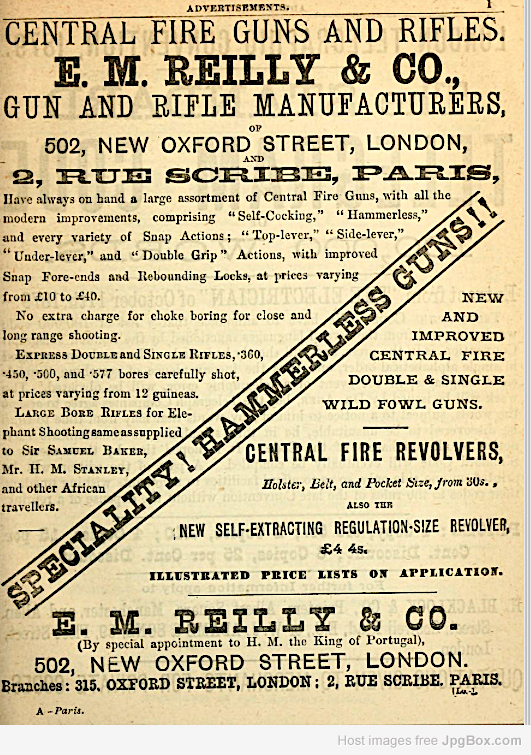 ADVERTISEMENTS. 1
CENTRAL FIRE GUNS AND RIFLES.
E. M. REILLY & CO.,
GUN AND RIFLE MANUFACTURERS,
OF
502, NEW OXFORD STREET, LONDON,
AND
2, RUE SCRIBE, PARIS,
Have always on hand a large assortment of Central Fire Guns, with all the
modern improvements, comprising "Self-Cocking," "Hammerless,"
and every variety of Snap Actions; "Top-lever," "Side-lever,"
"Under-lever," and "Double Grip" Actions, with improved
Snap Fore-ends and Rebounding Locks, at prices varying
from £10 to £40.
No extra charge for choke boring for close and
long range shooting.
EXPRESS DOUBLE and SINGLE RIFLES, ·360,
·450, ·500, and ·577 bores carefully shot,
at prices varying from 12 guineas.
LARGE BORE RIFLES for Ele-
phant Shooting same as supplied
to Sir SAMUEL BAKER,
Mr. H. M. STANLEY,
and other African
travellers.
SPECIALITY! HAMMERLESS GUNS!!
NEW
AND
IMPROVED
CENTRAL FIRE
DOUBLE & SINGLE
WILD FOWL GUNS.
CENTRAL FIRE REVOLVERS,
Holster, Belt, and Pocket Size, from 30s.,
ALSO THE
NEW SELF-EXTRACTING REGULATION-SIZE REVOLVER,
£4 4s.
ILLUSTRATED PRICE LISTS ON APPLICATION.
E. M. REILLY & CO.
(By special appointment to H. M. the King of Portugal),
502, NEW OXFORD STREET, LONDON.
Branches: 315, OXFORD STREET, LONDON; 2, RUE SCRIBE, PARIS.
A - Paris.
Host images free JpgBox.com